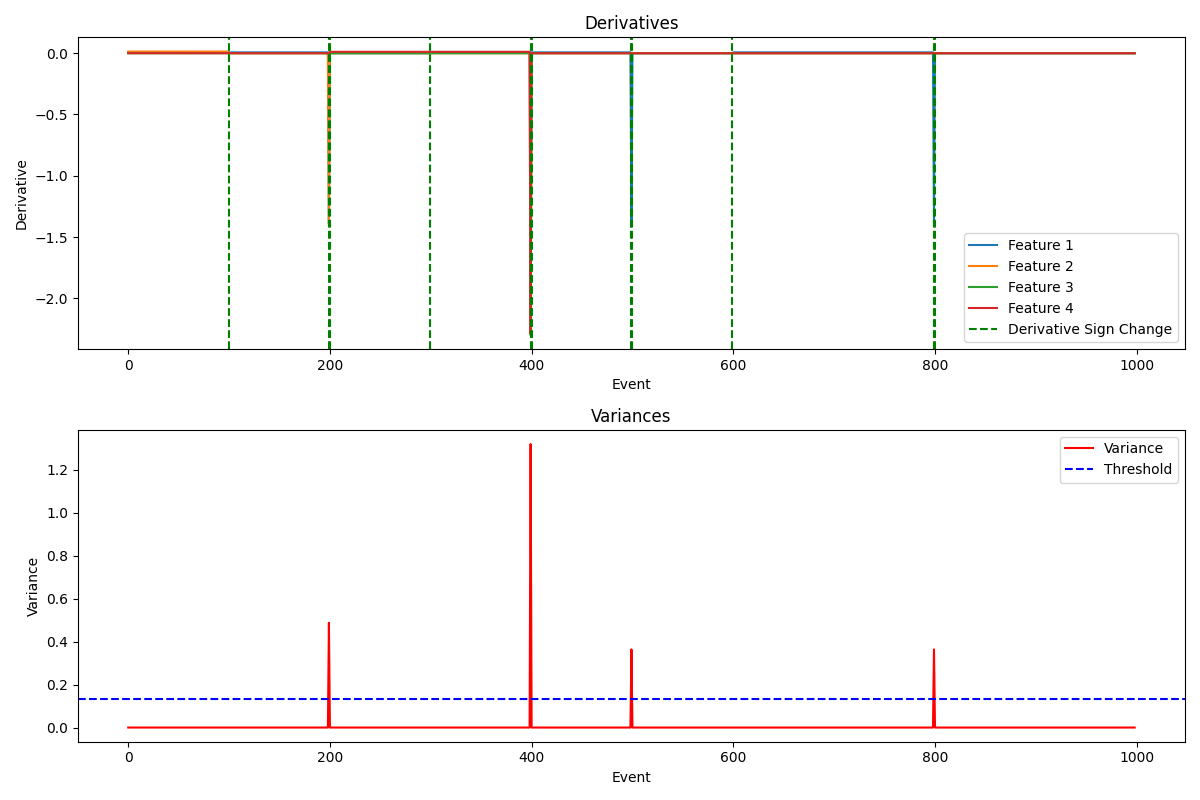 Derivatives
0.0
−0.5
−1.0
−1.5
−2.0
Derivative
Feature 1
Feature 2
Feature 3
Feature 4
Derivative Sign Change
0 200 400 600 800 1000
Event
Variances
1.2
1.0
0.8
0.6
0.4
0.2
0.0
Variance
Variance
Threshold
0 200 400 600 800 1000
Event